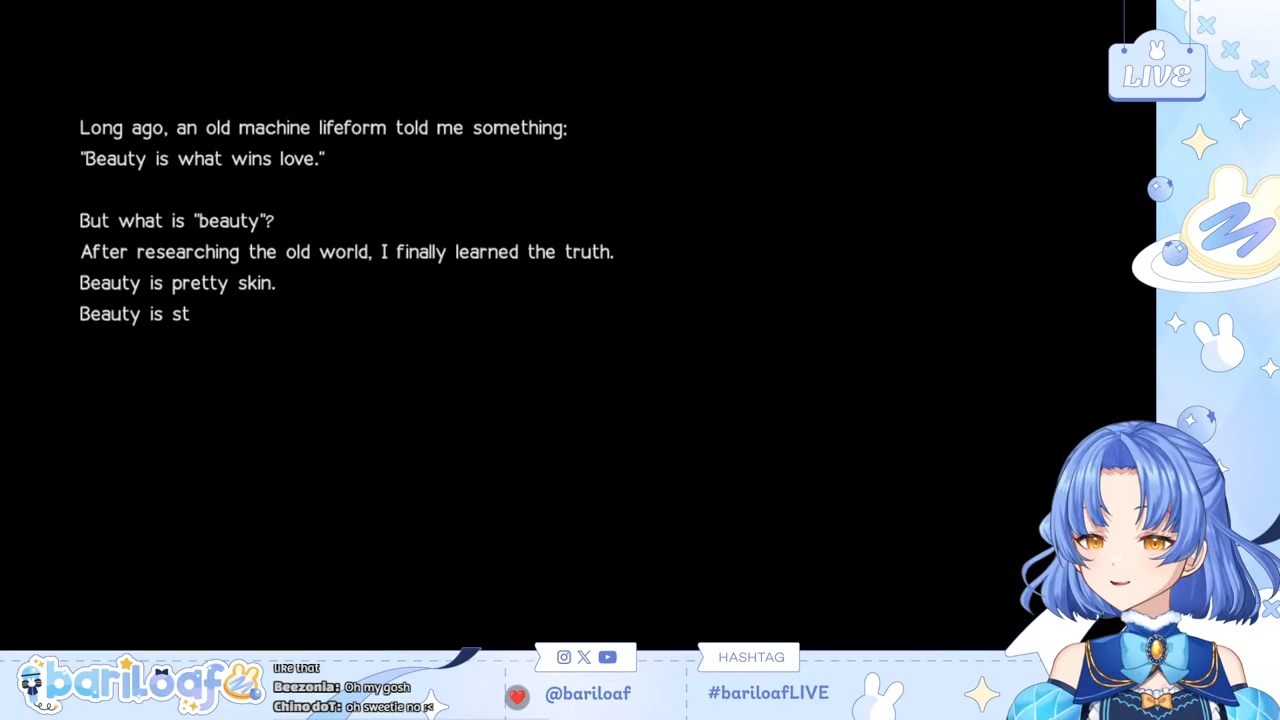 Long ago, an old machine lifeform told me something:
"Beauty is what wins love."
But what is "beauty"?
After researching the old world, I finally learned the truth.
Beauty is pretty skin.
Beauty is st
LIVE
bariloaf
like that
Beezonia: Oh my gosh
ChinodoT: oh sweetie no :<
@bariloaf
HASHTAG
#bariloafLIVE